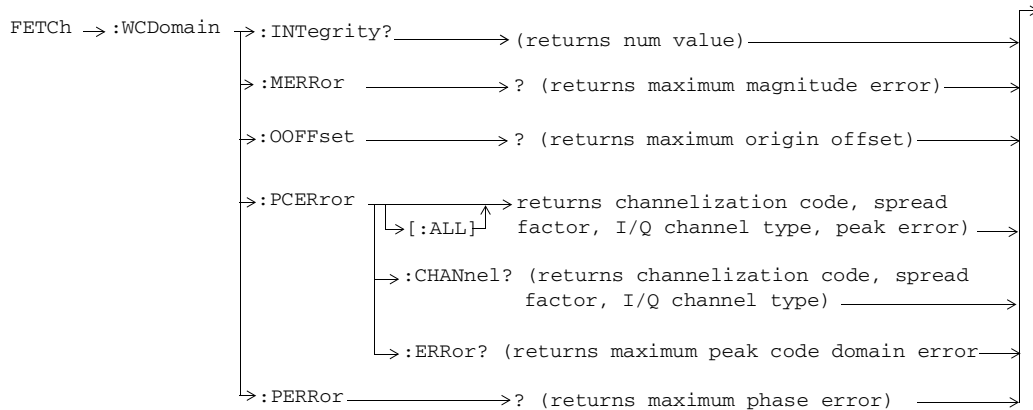 FETCh :WCDomain :INTegrity? (returns num value)
:MERRor ? (returns maximum magnitude error)
:OOFFset ? (returns maximum origin offset)
:PCERror returns channelization code, spread
[:ALL] factor, I/Q channel type, peak error)
:CHANnel? (returns channelization code, spread
factor, I/Q channel type)
:ERRor? (returns maximum peak code domain error
:PERRor ? (returns maximum phase error)